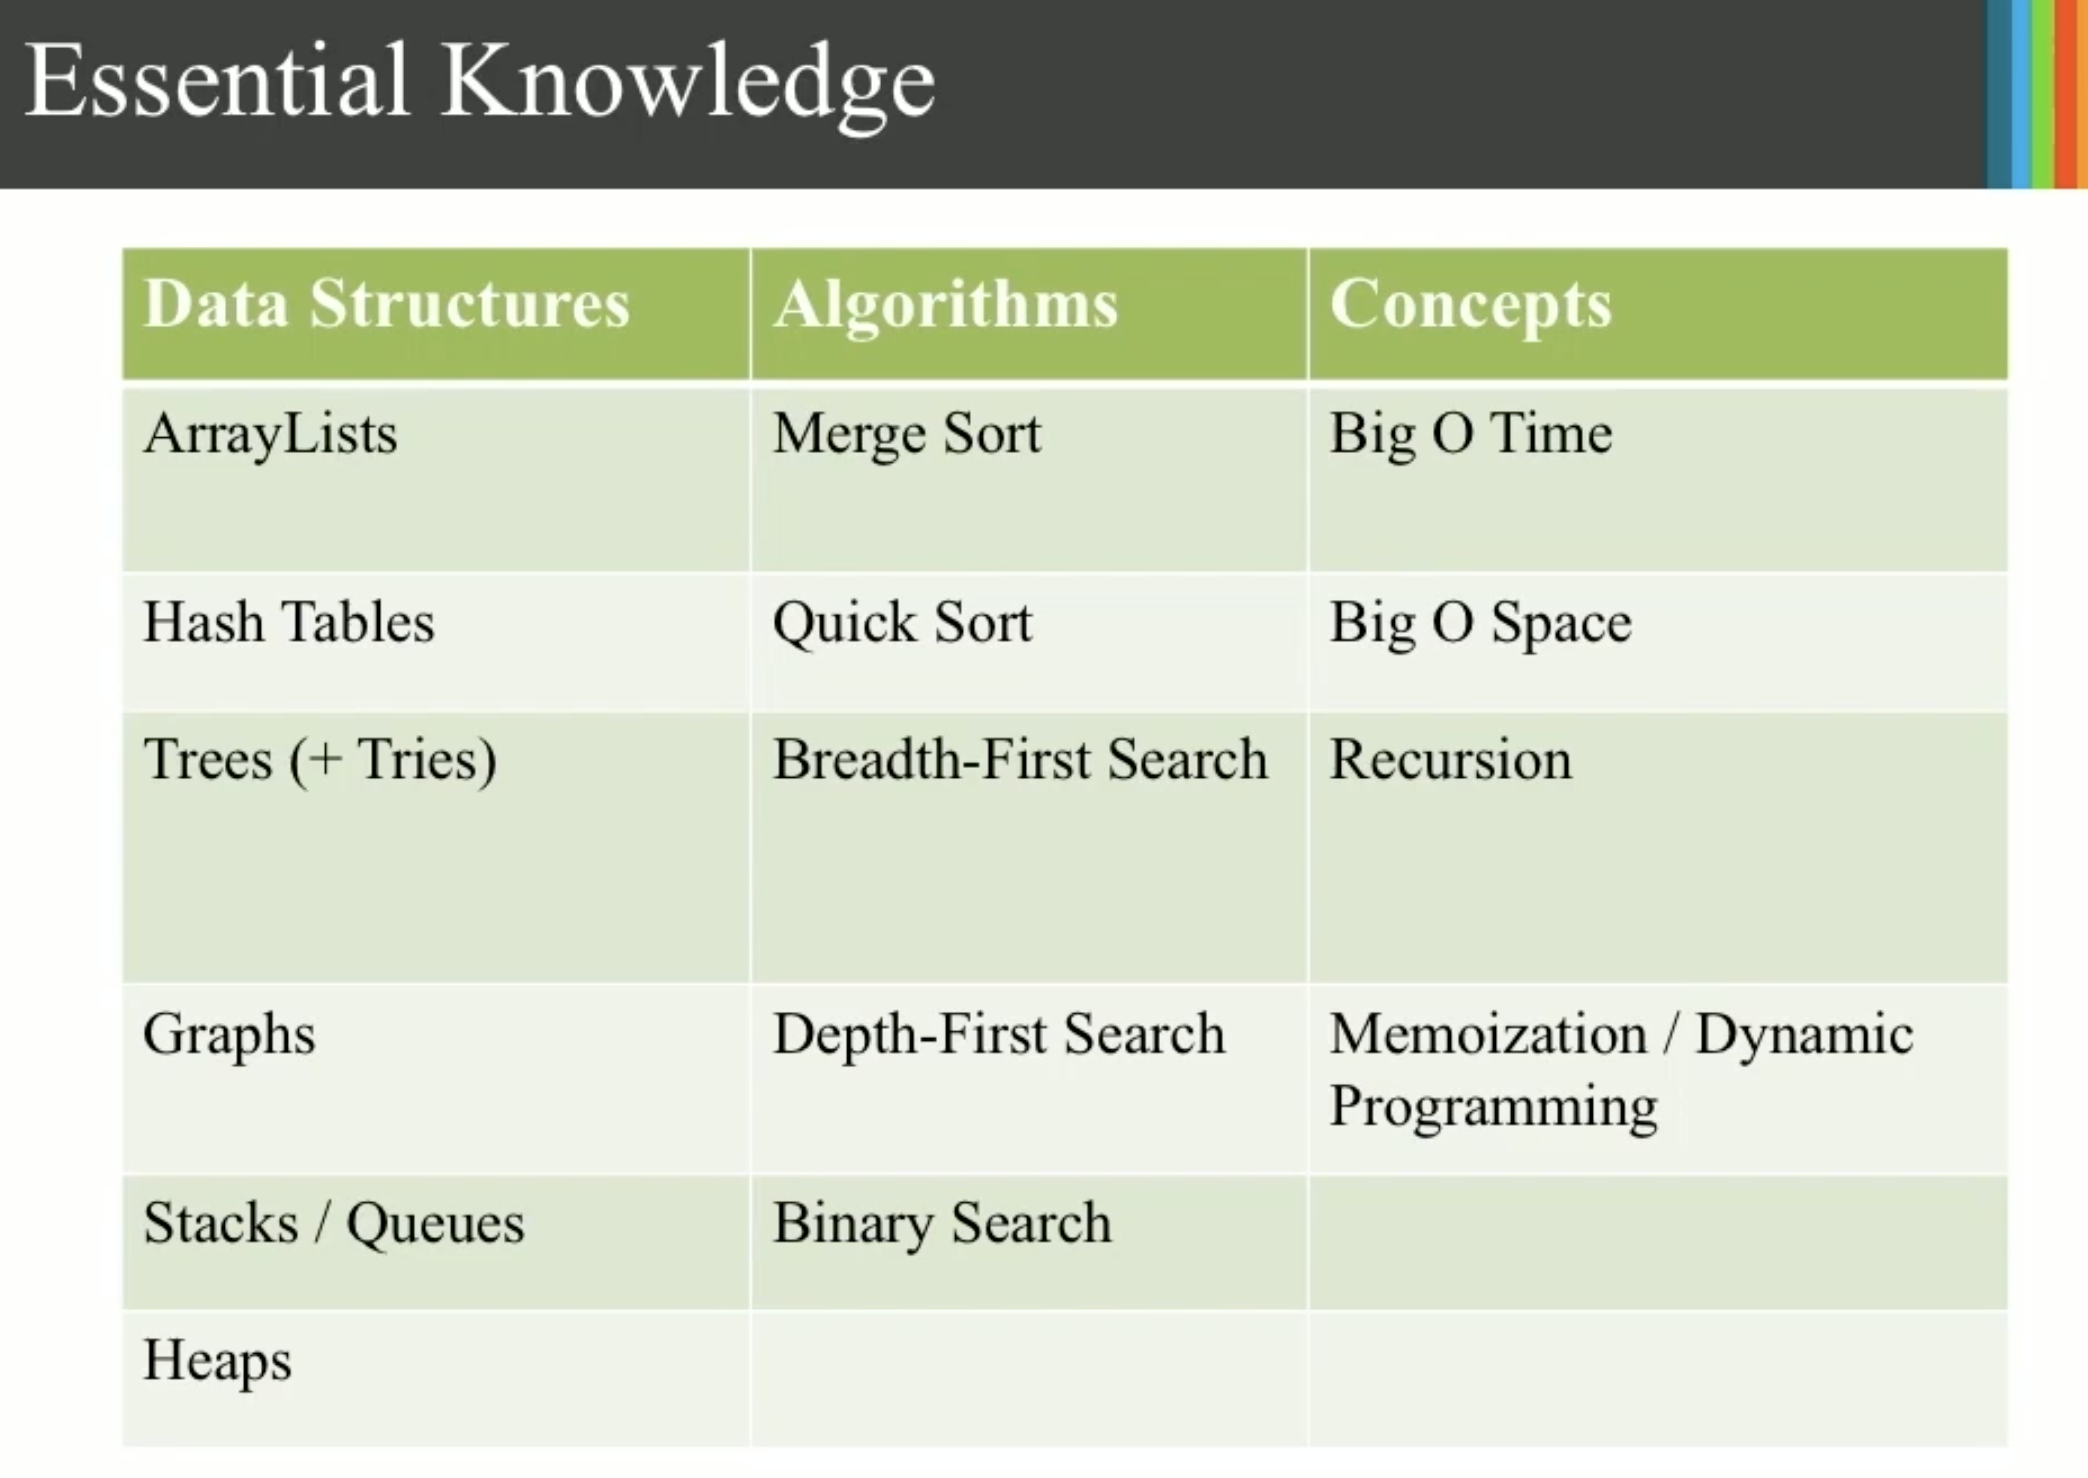 Essential Knowledge
Data Structures Algorithms Concepts
ArrayLists Merge Sort Big O Time
Hash Tables Quick Sort Big O Space
Trees (+ Tries) Breadth-First Search Recursion
Graphs Depth-First Search Memoization / Dynamic
Programming
Stacks / Queues Binary Search
Heaps